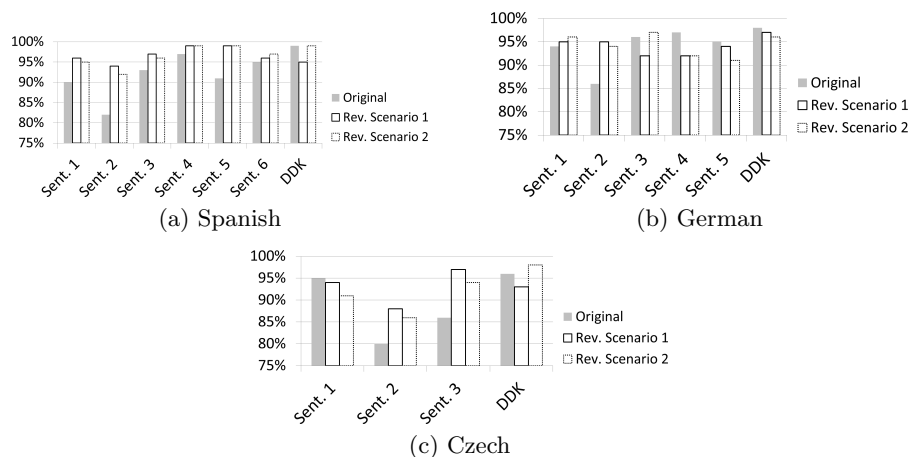 100%
95%
90%
85%
80%
75%
Sent. 1
Sent. 2
Sent. 3
Sent. 4
Sent. 5
Sent. 6
DDK
Original
Rev. Scenario 1
Rev. Scenario 2
(a) Spanish
100%
95%
90%
85%
80%
75%
Sent. 1
Sent. 2
Sent. 3
Sent. 4
Sent. 5
DDK
Original
Rev. Scenario 1
Rev. Scenario 2
(b) German
100%
95%
90%
85%
80%
75%
Sent. 1
Sent. 2
Sent. 3
DDK
Original
Rev. Scenario 1
Rev. Scenario 2
(c) Czech